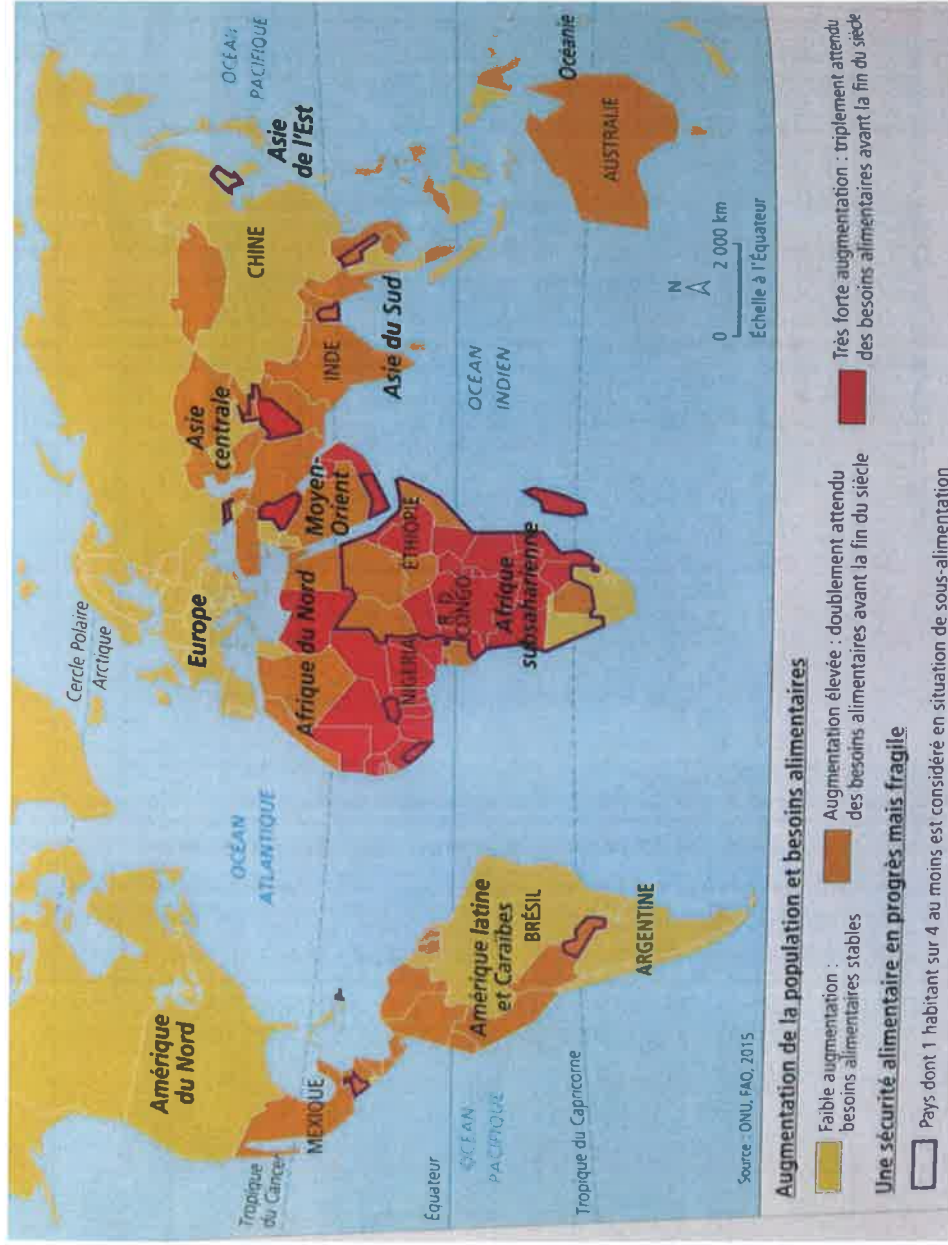 Cercle Polaire
Arctique
OCÉAN
PACIFIQUE
Amérique
du Nord
Europe
Asie
centrale
CHINE
Asie
de l'Est
OCÉAN
ATLANTIQUE
Tropique
du Cancer
MEXIQUE
Afrique du Nord
Moyen-
Orient
INDE
Asie du Sud
NIGERIA
ÉTHIOPIE
Équateur
OCÉAN
PACIFIQUE
Amérique latine
et Caraïbes
BRÉSIL
R. D.
CONGO
Afrique
subsaharienne
OCÉAN
INDIEN
Océanie
AUSTRALIE
Tropique du Capricorne
ARGENTINE
N
0 2 000 km
Échelle à l'Équateur
Source : ONU, FAO, 2015
Augmentation de la population et besoins alimentaires
Faible augmentation :
besoins alimentaires stables
Augmentation élevée : doublement attendu
des besoins alimentaires avant la fin du siècle
Très forte augmentation : triplement attendu
des besoins alimentaires avant la fin du siècle
Une sécurité alimentaire en progrès mais fragile
Pays dont 1 habitant sur 4 au moins est considéré en situation de sous-alimentation